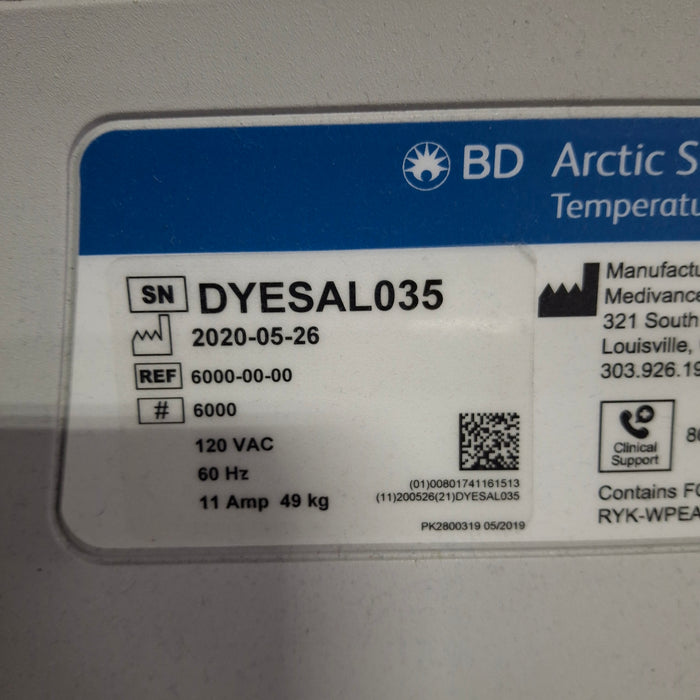 BD Arctic S
Temperatu
SN DYESAL035
2020-05-26
REF 6000-00-00
# 6000
120 VAC
60 Hz
11 Amp 49 kg
(01)00801741161513
(11)200526(21)DYESAL035
PK2800319 05/2019
Manufactu
Medivance
321 South
Louisville,
303.926.19
Clinical
Support
Contains FC
RYK-WPEA